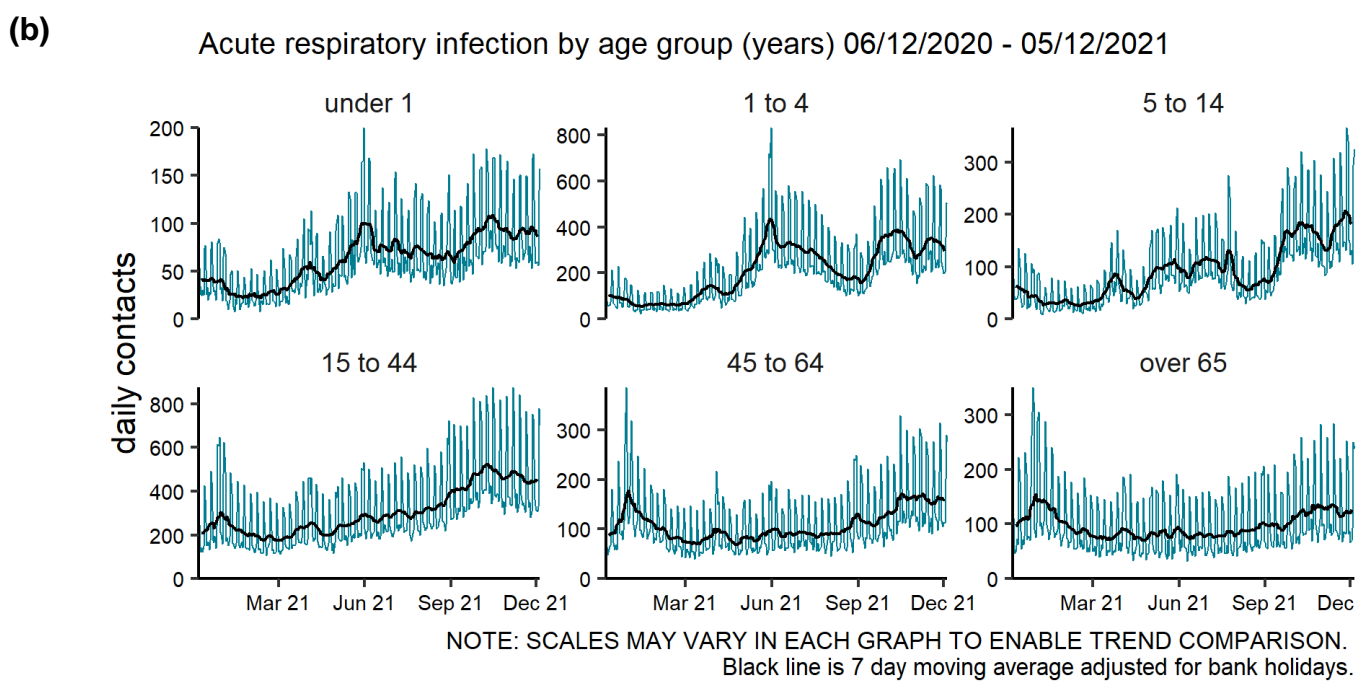 (b)
Acute respiratory infection by age group (years) 06/12/2020 - 05/12/2021
daily contacts
under 1
200
150
100
50
0
1 to 4
800
600
400
200
0
5 to 14
300
200
100
0
15 to 44
800
600
400
200
0
Mar 21 Jun 21 Sep 21 Dec 21
45 to 64
300
200
100
0
Mar 21 Jun 21 Sep 21 Dec 21
over 65
300
200
100
0
Mar 21 Jun 21 Sep 21 Dec
NOTE: SCALES MAY VARY IN EACH GRAPH TO ENABLE TREND COMPARISON.
Black line is 7 day moving average adjusted for bank holidays.